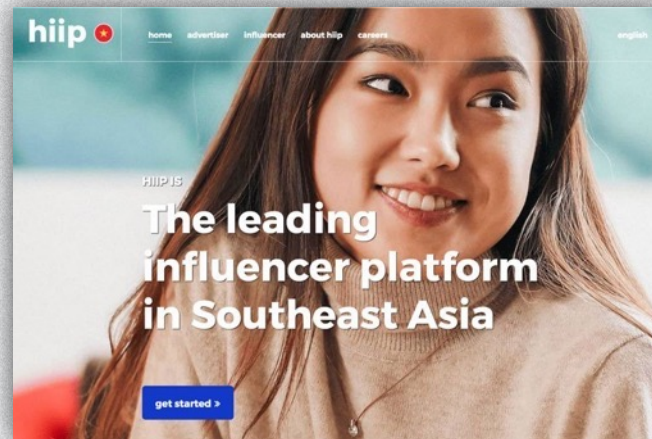 hiip
home advertiser influencer about hiip careers english
HIIP IS
The leading
influencer platform
in Southeast Asia
get started >